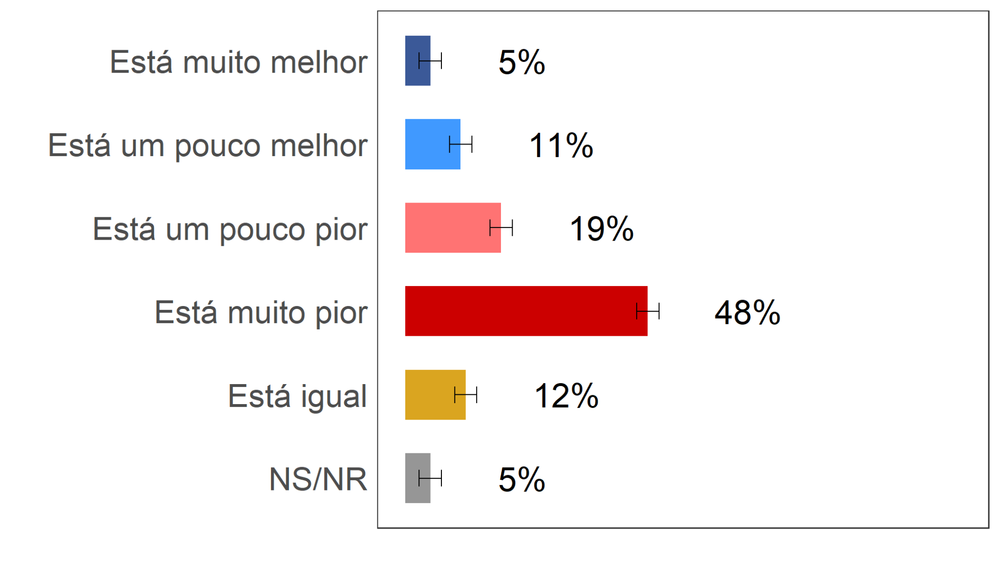 Está muito melhor 5%
Está um pouco melhor 11%
Está um pouco pior 19%
Está muito pior 48%
Está igual 12%
NS/NR 5%